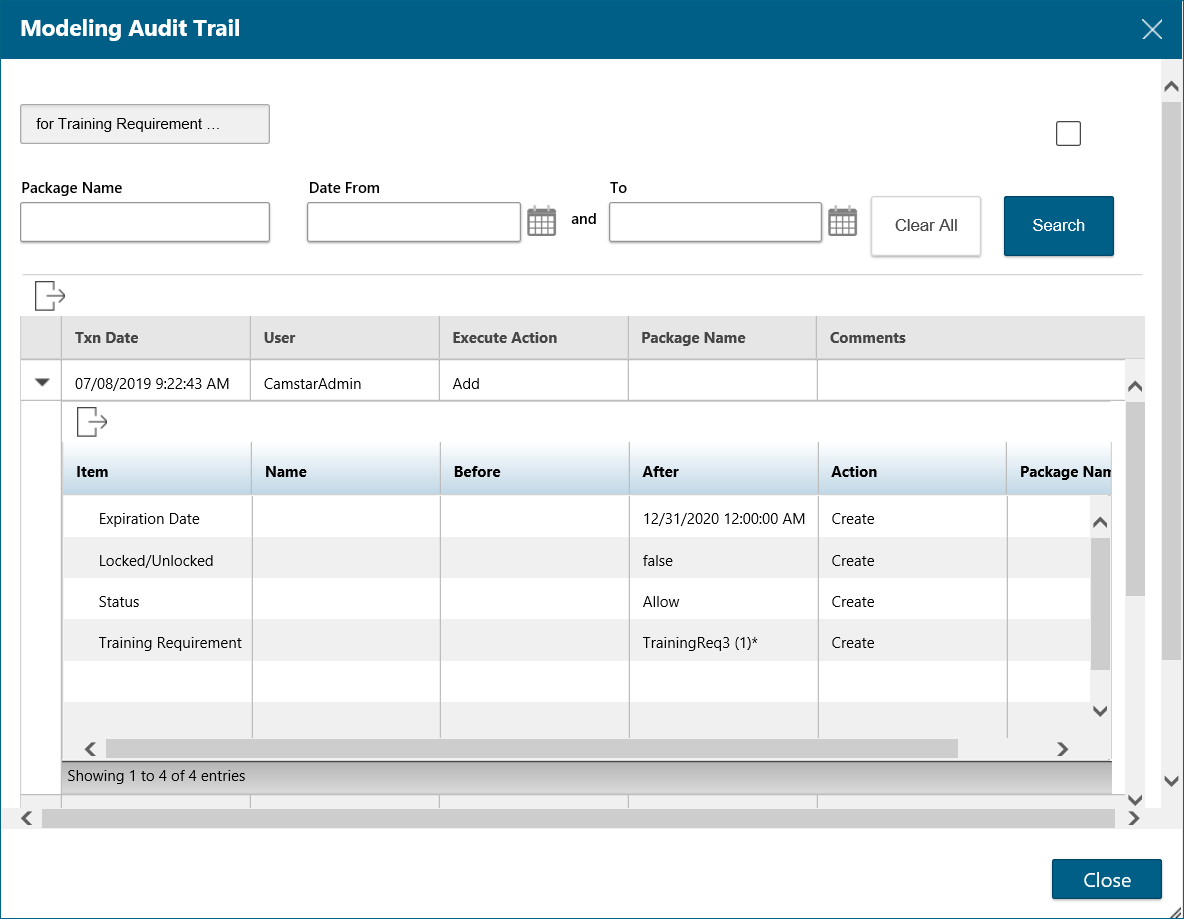 Modeling Audit Trail
for Training Requirement ...
Package Name Date From To
and Clear All Search
Txn Date User Execute Action Package Name Comments
07/08/2019 9:22:43 AM CamstarAdmin Add
Item Name Before After Action Package Nam
Expiration Date 12/31/2020 12:00:00 AM Create
Locked/Unlocked false Create
Status Allow Create
Training Requirement TrainingReq3 (1)* Create
Showing 1 to 4 of 4 entries
Close